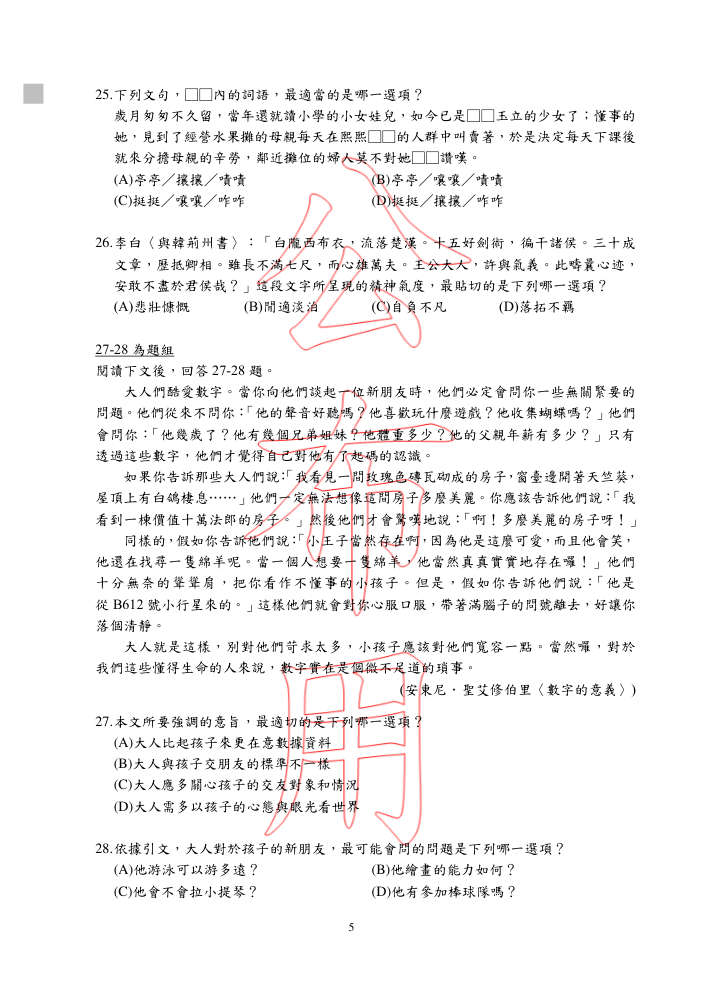 25.下列文句，□□內的詞語，最適當的是哪一選項？
歲月匆匆不久留，當年還就讀小學的小女娃兒，如今已是□□玉立的少女了；懂事的
她，見到了經營水果攤的母親每天在熙熙□□的人群中叫賣著，於是決定每天下課後
就來分擔母親的辛勞，鄰近攤位的婦人莫不對她□□讚嘆。
(A)亭亭／攘攘／嘖嘖 (B)亭亭／嚷嚷／嘖嘖
(C)挺挺／嚷嚷／咋咋 (D)挺挺／攘攘／咋咋
26.李白〈與韓荊州書〉：「白隴西布衣，流落楚漢。十五好劍術，徧干諸侯。三十成
文章，歷抵卿相。雖長不滿七尺，而心雄萬夫。王公大人，許與氣義。此疇曩心迹，
安敢不盡於君侯哉？」這段文字所呈現的精神氣度，最貼切的是下列哪一選項？
(A)悲壯慷慨 (B)閒適淡泊 (C)自負不凡 (D)落拓不羈
27-28 為題組
閱讀下文後，回答 27-28 題。
大人們酷愛數字。當你向他們談起一位新朋友時，他們必定會問你一些無關緊要的
問題。他們從來不問你：「他的聲音好聽嗎？他喜歡玩什麼遊戲？他收集蝴蝶嗎？」他們
會問你：「他幾歲了？他有幾個兄弟姐妹？他體重多少？他的父親年薪有多少？」只有
透過這些數字，他們才覺得自己對他有了起碼的認識。
如果你告訴那些大人們說：「我看見一間玫瑰色磚瓦砌成的房子，窗臺邊開著天竺葵，
屋頂上有白鴿棲息……」他們一定無法想像這間房子多麼美麗。你應該告訴他們說：「我
看到一棟價值十萬法郎的房子。」然後他們才會驚嘆地說：「啊！多麼美麗的房子呀！」
同樣的，假如你告訴他們說：「小王子當然存在啊，因為他是這麼可愛，而且他會笑，
他還在找尋一隻綿羊呢。當一個人想要一隻綿羊，他當然真真實實地存在囉！」他們
十分無奈的聳聳肩，把你看作不懂事的小孩子。但是，假如你告訴他們說：「他是
從 B612 號小行星來的。」這樣他們就會對你心服口服，帶著滿腦子的問號離去，好讓你
落個清靜。
大人就是這樣，別對他們苛求太多，小孩子應該對他們寬容一點。當然囉，對於
我們這些懂得生命的人來說，數字實在是個微不足道的瑣事。
(安東尼．聖艾修伯里〈數字的意義〉)
27.本文所要強調的意旨，最適切的是下列哪一選項？
(A)大人比起孩子來更在意數據資料
(B)大人與孩子交朋友的標準不一樣
(C)大人應多關心孩子的交友對象和情況
(D)大人需多以孩子的心態與眼光看世界
28.依據引文，大人對於孩子的新朋友，最可能會問的問題是下列哪一選項？
(A)他游泳可以游多遠？ (B)他繪畫的能力如何？
(C)他會不會拉小提琴？ (D)他有參加棒球隊嗎？
5
公
布
用